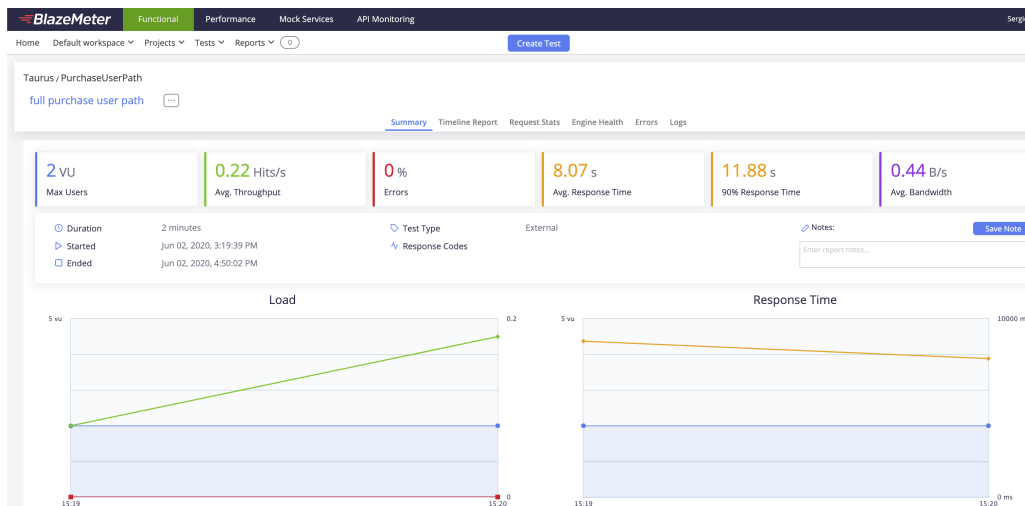 BlazeMeter Functional Performance Mock Services API Monitoring Sergio
Home Default workspace Projects Tests Reports 0 Create Test
Taurus / PurchaseUserPath
full purchase user path ...
Summary Timeline Report Request Stats Engine Health Errors Logs
2 VU 0.22 Hits/s 0 % 8.07 s 11.88 s 0.44 B/s
Max Users Avg. Throughput Errors Avg. Response Time 90% Response Time Avg. Bandwidth
Duration 2 minutes Test Type External Notes: Save Note
Started Jun 02, 2020, 3:19:39 PM Response Codes Enter report notes...
Ended Jun 02, 2020, 4:50:02 PM
Load Response Time
5 vu 0.2 5 vu 10000 m
0 0 ms
15:19 15:20 15:19 15:20